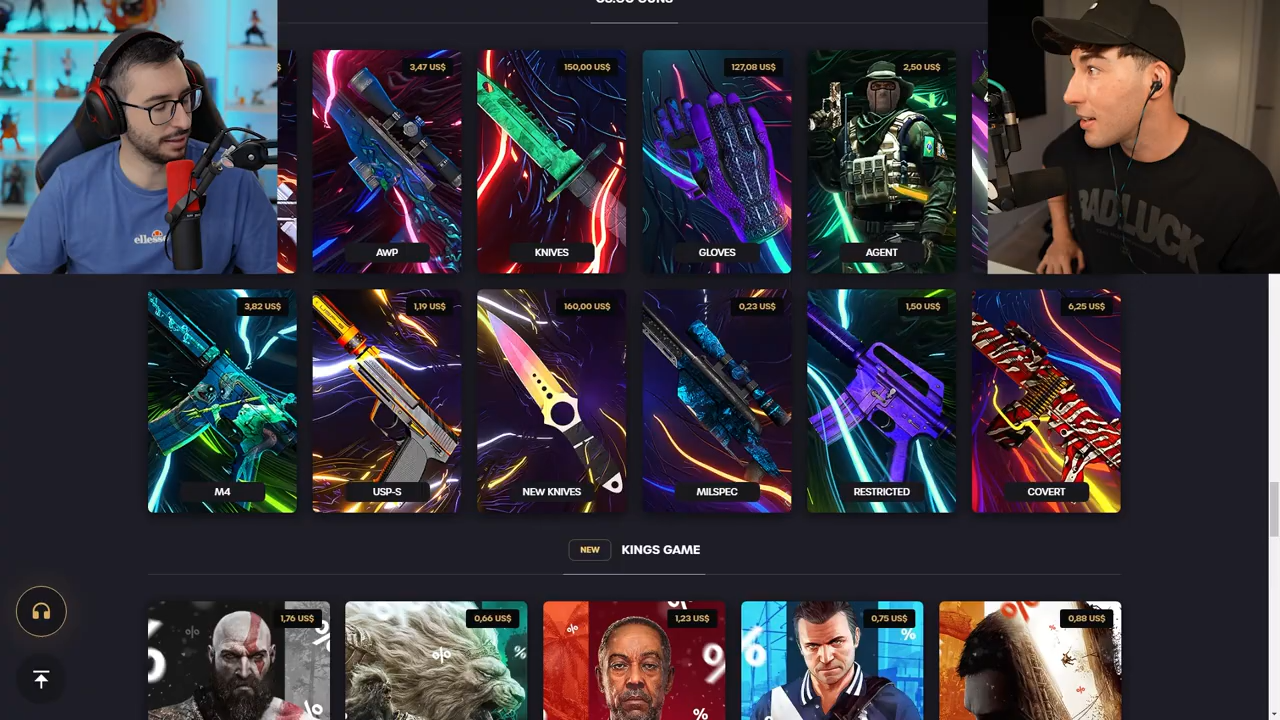 3,47 US$
150,00 US$
127,08 US$
2,50 US$
AWP
KNIVES
GLOVES
AGENT
ellesse
BAD LUCK
3,82 US$
1,19 US$
160,00 US$
0,23 US$
1,50 US$
6,25 US$
M4
USP-S
NEW KNIVES
MILSPEC
RESTRICTED
COVERT
NEW
KINGS GAME
1,76 US$
0,66 US$
1,23 US$
0,75 US$
0,88 US$